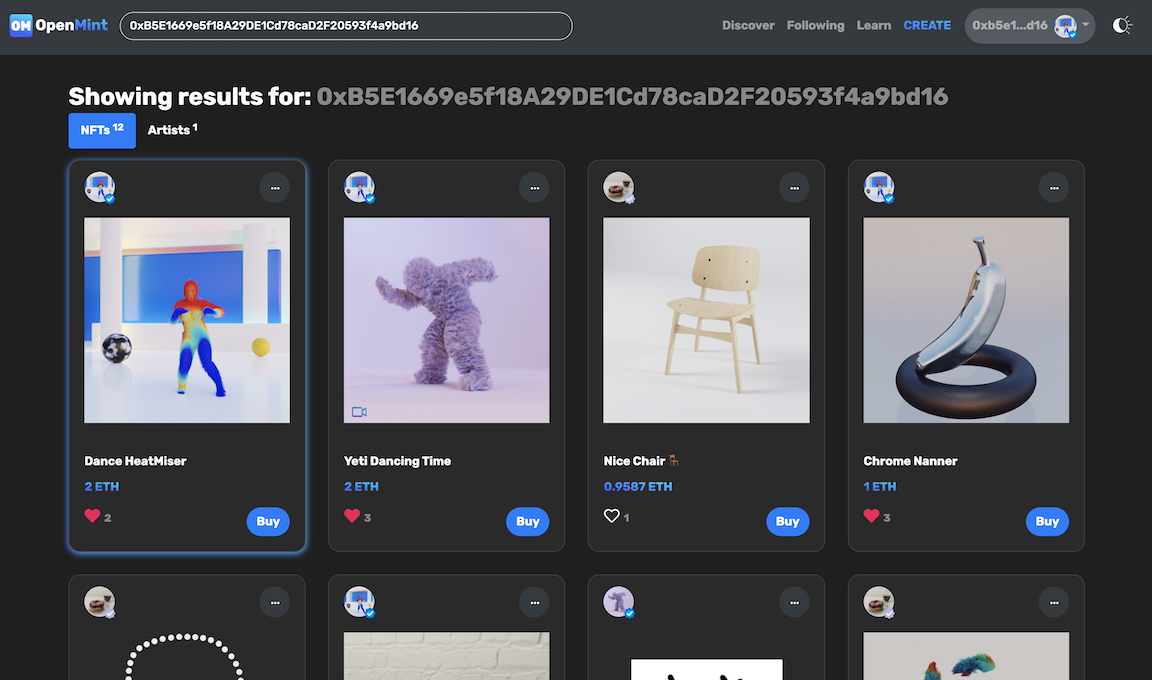 OM OpenMint
0xB5E1669e5f18A29DE1Cd78caD2F20593f4a9bd16
Discover Following Learn CREATE 0xb5e1...d16
Showing results for: 0xB5E1669e5f18A29DE1Cd78caD2F20593f4a9bd16
NFTs 12 Artists 1
Dance HeatMiser
2 ETH
2 Buy
Yeti Dancing Time
2 ETH
3 Buy
Nice Chair 🪑
0.9587 ETH
1 Buy
Chrome Nanner
1 ETH
3 Buy